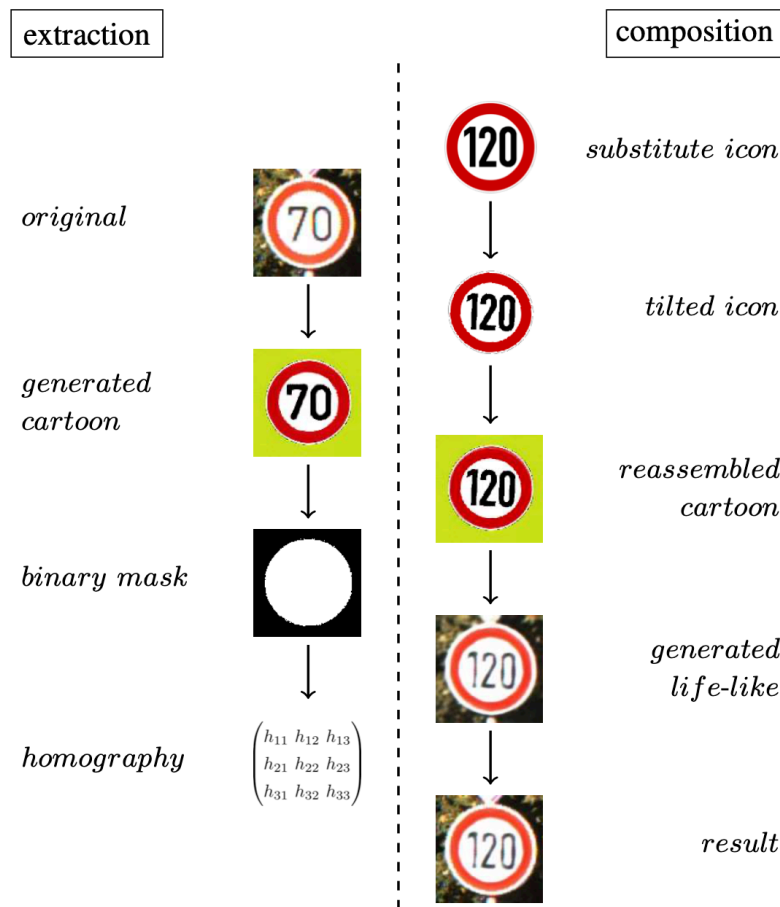 extraction
original
70
generated
cartoon
70
binary mask
homography
h11 h12 h13
h21 h22 h23
h31 h32 h33
composition
120
substitute icon
120
tilted icon
120
reassembled
cartoon
120
generated
life-like
120
result